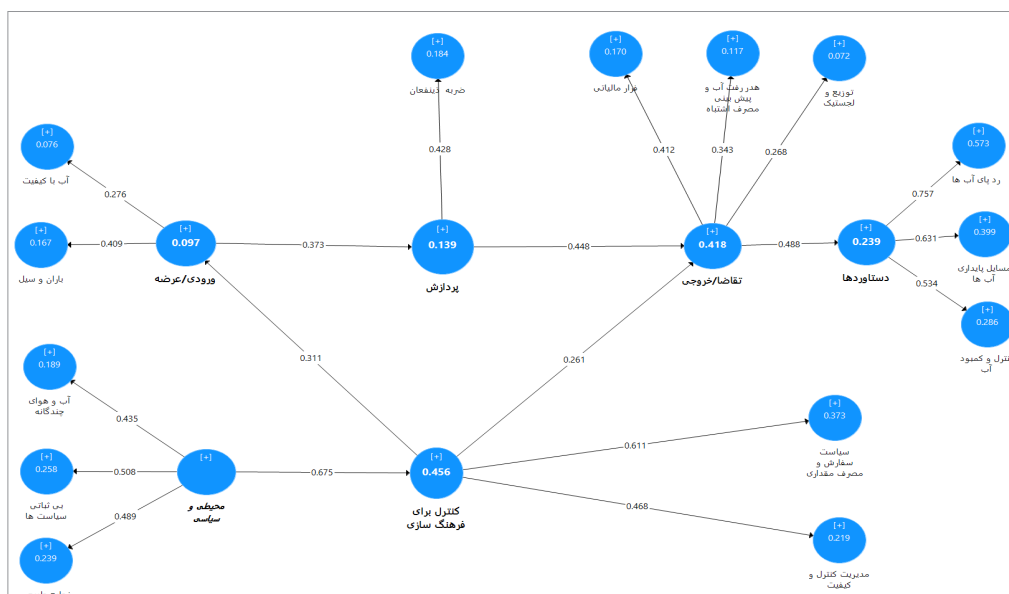 [+]
0.184
ضربه ذینفعان
[+]
0.170
فرار مالیاتی
[+]
0.117
هدر رفت آب و
پیش بینی
مصرف اشتباه
[+]
0.072
توزیع و
لجستیک
[+]
0.076
آب با کیفیت
0.428
0.412
0.343
0.268
[+]
0.573
رد پای آب ها
0.276
0.757
[+]
0.167
باران و سیل
0.409
[+]
0.097
ورودی/عرضه
0.373
[+]
0.139
پردازش
0.448
[+]
0.418
تقاضا/خروجی
0.488
[+]
0.239
دستاوردها
0.631
[+]
0.399
مسایل پایداری
آب ها
0.534
[+]
0.286
کنترل و کمبود
آب
0.311
0.261
[+]
0.189
آب و هوای
چندگانه
0.435
[+]
0.373
سیاست
سفارش و
مصرف مقداری
0.611
[+]
0.258
بی ثباتی
سیاست ها
0.508
[+]
محیطی و
سیاسی
0.675
[+]
0.456
کنترل برای
فرهنگ سازی
0.468
0.489
[+]
0.239
[+]
0.219
مدیریت کنترل و
کیفیت